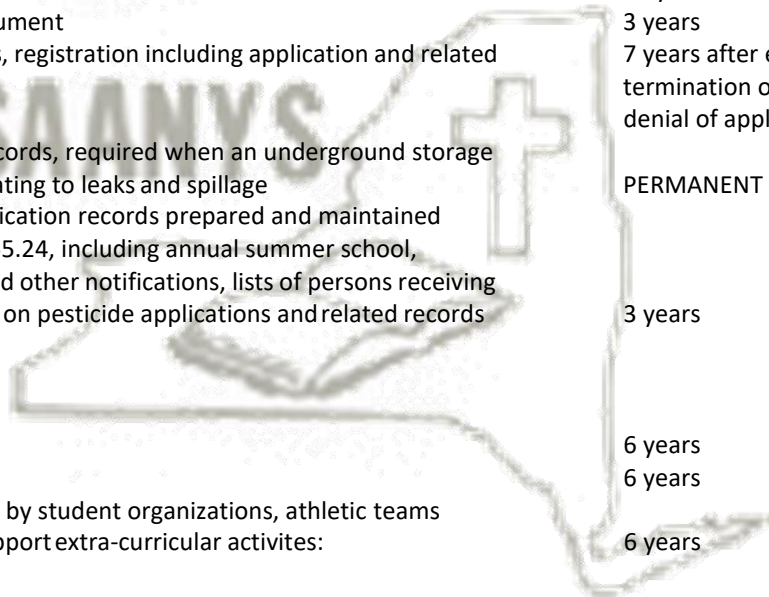 ument 3 years
, registration including application and related 7 years after e
termination o
denial of appl
SAANYS
cords, required when an underground storage
ating to leaks and spillage PERMANENT
ication records prepared and maintained
5.24, including annual summer school,
d other notifications, lists of persons receiving
on pesticide applications and related records 3 years
6 years
6 years
by student organizations, athletic teams
pport extra-curricular activites: 6 years